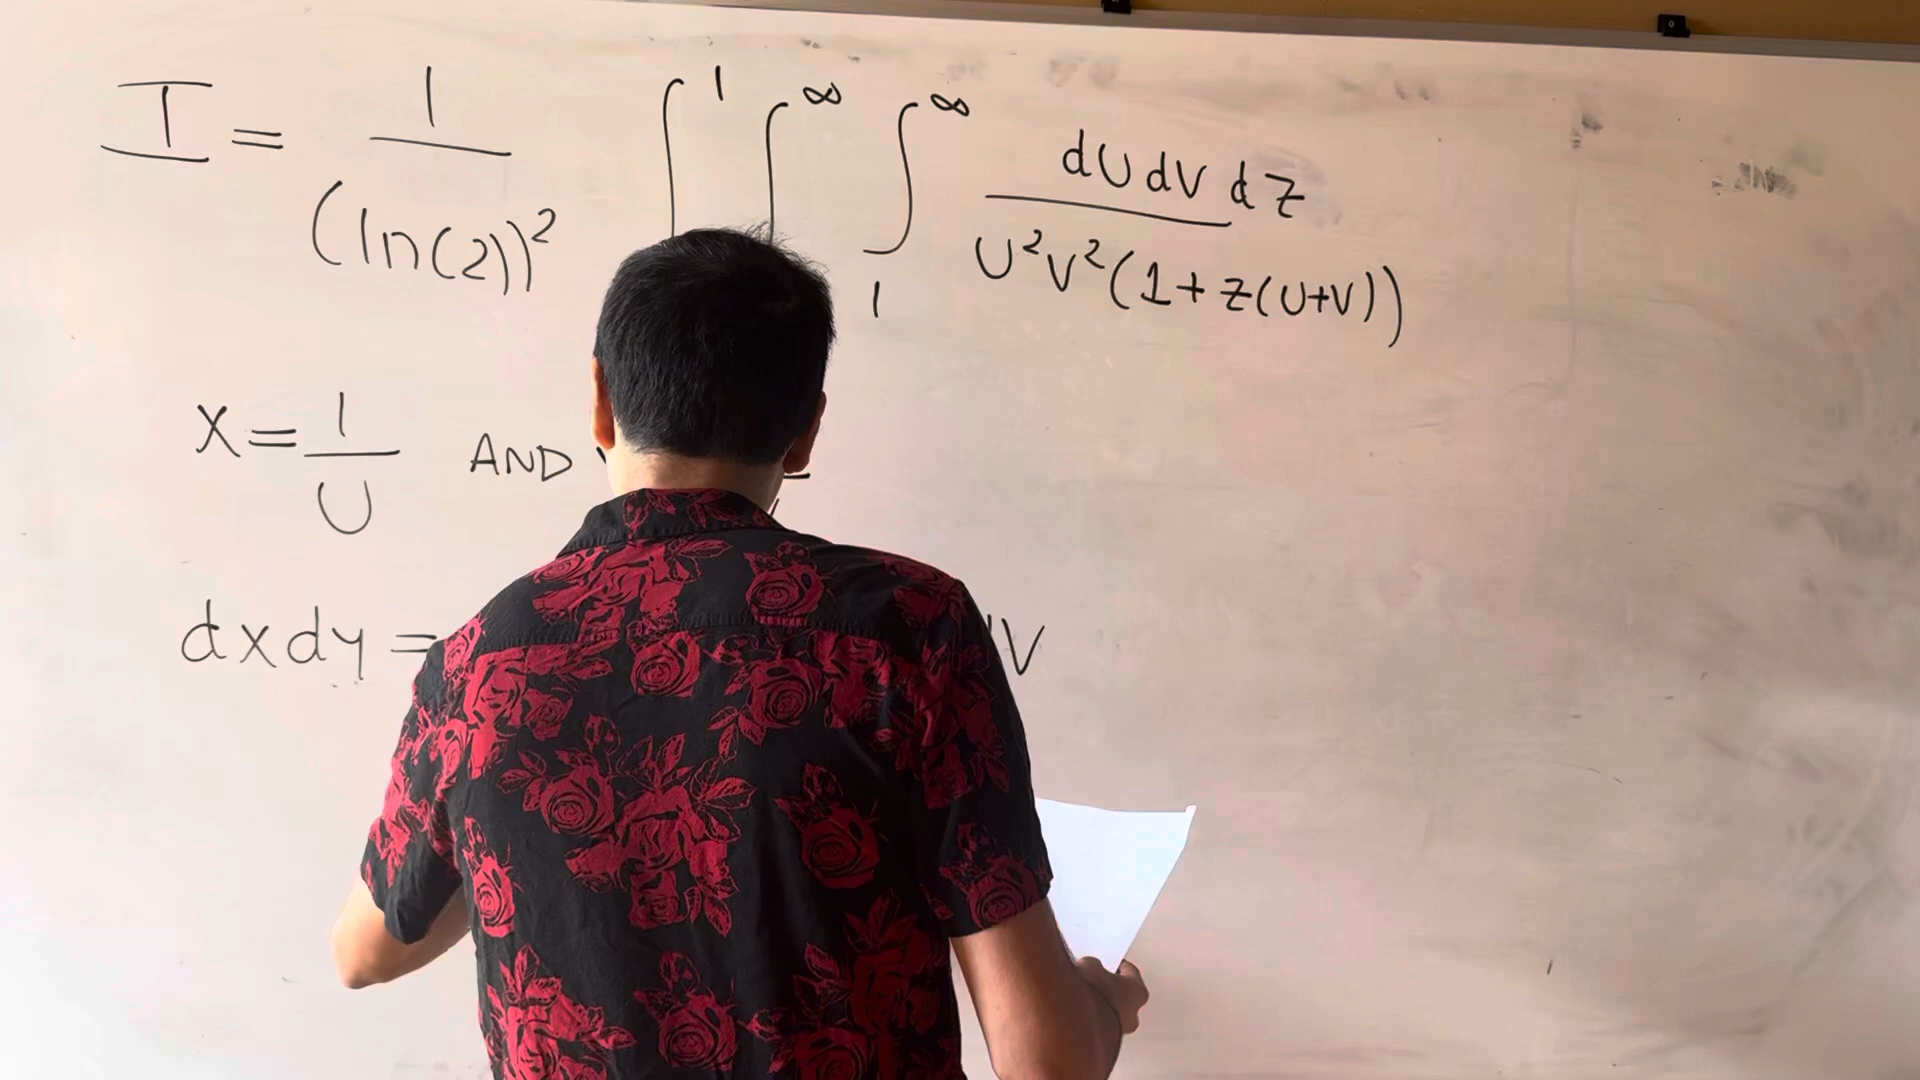 I = 1/(ln(2))² ∫^1 ∫^∞ ∫_1^∞ dU dV dZ / U²V²(1+Z(U+V))
X = 1/U AND
dxdy = V